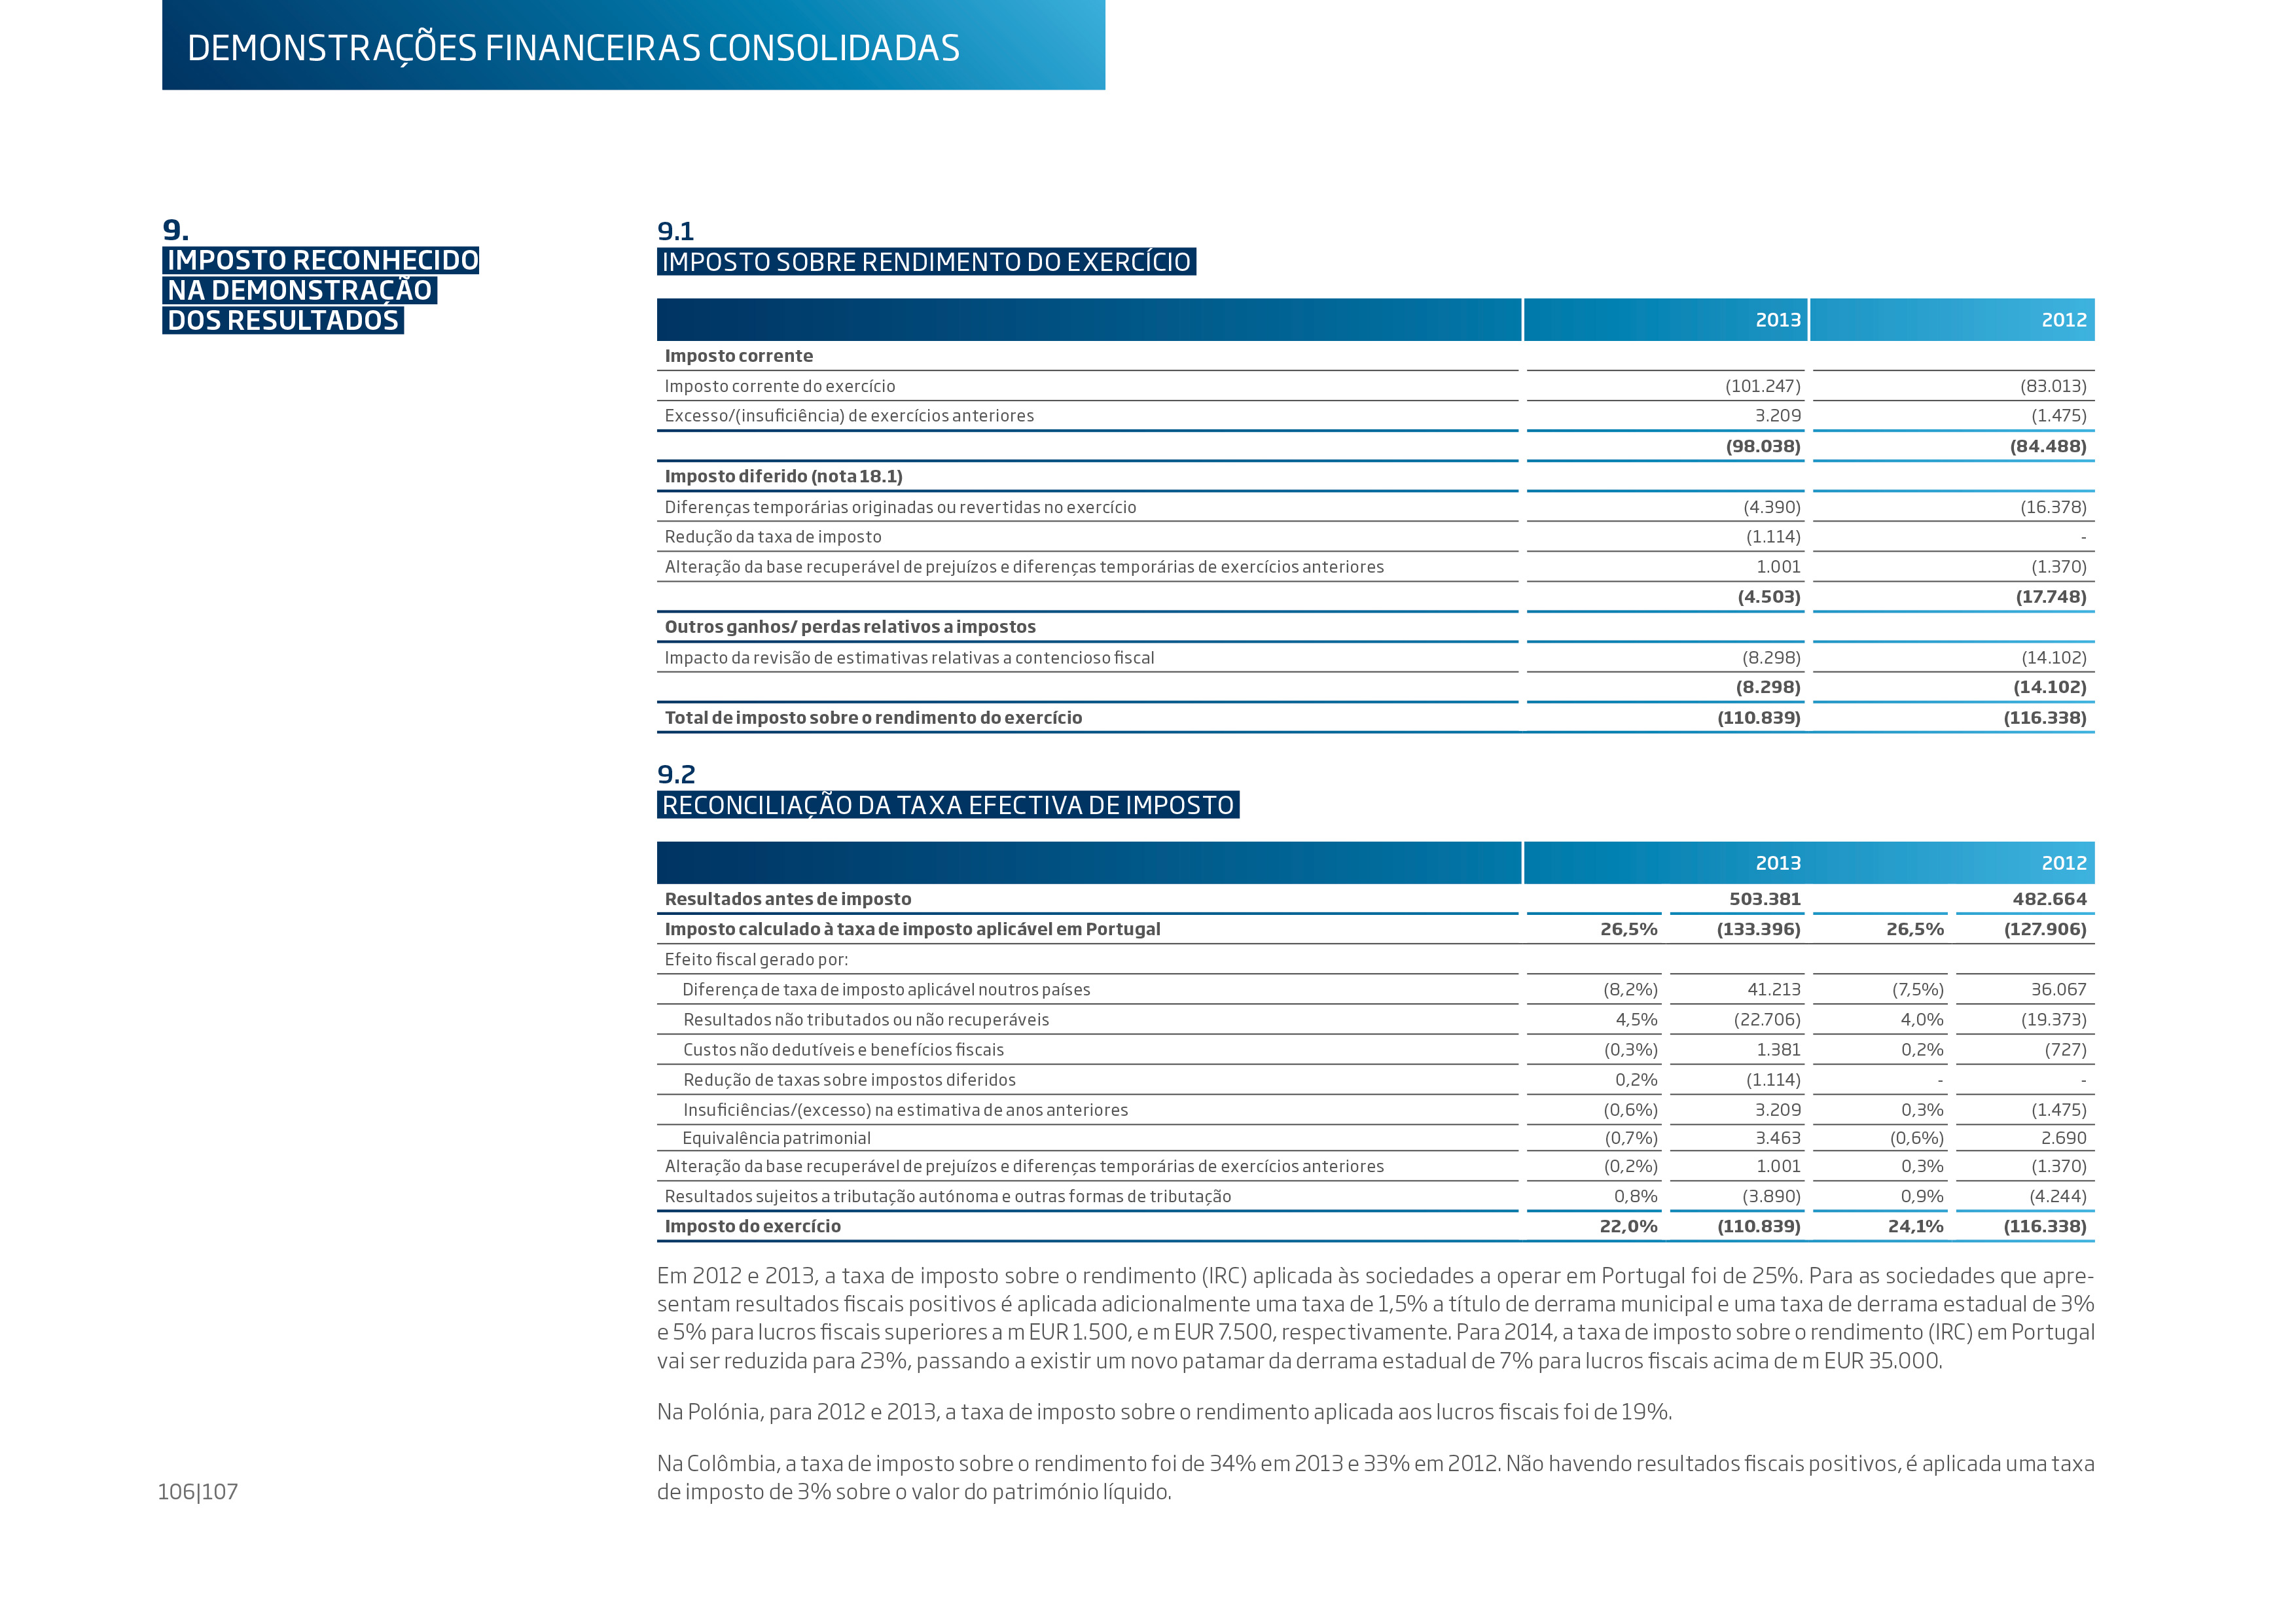 DEMONSTRAÇÕES FINANCEIRAS CONSOLIDADAS
9.
IMPOSTO RECONHECIDO
NA DEMONSTRAÇÃO
DOS RESULTADOS
9.1
IMPOSTO SOBRE RENDIMENTO DO EXERCÍCIO
2013 2012
Imposto corrente
Imposto corrente do exercício (101.247) (83.013)
Excesso/(insuficiência) de exercícios anteriores 3.209 (1.475)
(98.038) (84.488)
Imposto diferido (nota 18.1)
Diferenças temporárias originadas ou revertidas no exercício (4.390) (16.378)
Redução da taxa de imposto (1.114) -
Alteração da base recuperável de prejuízos e diferenças temporárias de exercícios anteriores 1.001 (1.370)
(4.503) (17.748)
Outros ganhos/ perdas relativos a impostos
Impacto da revisão de estimativas relativas a contencioso fiscal (8.298) (14.102)
(8.298) (14.102)
Total de imposto sobre o rendimento do exercício (110.839) (116.338)
9.2
RECONCILIAÇÃO DA TAXA EFECTIVA DE IMPOSTO
2013 2012
Resultados antes de imposto 503.381 482.664
Imposto calculado à taxa de imposto aplicável em Portugal 26,5% (133.396) 26,5% (127.906)
Efeito fiscal gerado por:
Diferença de taxa de imposto aplicável noutros países (8,2%) 41.213 (7,5%) 36.067
Resultados não tributados ou não recuperáveis 4,5% (22.706) 4,0% (19.373)
Custos não dedutíveis e benefícios fiscais (0,3%) 1.381 0,2% (727)
Redução de taxas sobre impostos diferidos 0,2% (1.114) - -
Insuficiências/(excesso) na estimativa de anos anteriores (0,6%) 3.209 0,3% (1.475)
Equivalência patrimonial (0,7%) 3.463 (0,6%) 2.690
Alteração da base recuperável de prejuízos e diferenças temporárias de exercícios anteriores (0,2%) 1.001 0,3% (1.370)
Resultados sujeitos a tributação autónoma e outras formas de tributação 0,8% (3.890) 0,9% (4.244)
Imposto do exercício 22,0% (110.839) 24,1% (116.338)
Em 2012 e 2013, a taxa de imposto sobre o rendimento (IRC) aplicada às sociedades a operar em Portugal foi de 25%. Para as sociedades que apre-
sentam resultados fiscais positivos é aplicada adicionalmente uma taxa de 1,5% a título de derrama municipal e uma taxa de derrama estadual de 3%
e 5% para lucros fiscais superiores a m EUR 1.500, e m EUR 7.500, respectivamente. Para 2014, a taxa de imposto sobre o rendimento (IRC) em Portugal
vai ser reduzida para 23%, passando a existir um novo patamar da derrama estadual de 7% para lucros fiscais acima de m EUR 35.000.
Na Polónia, para 2012 e 2013, a taxa de imposto sobre o rendimento aplicada aos lucros fiscais foi de 19%.
Na Colômbia, a taxa de imposto sobre o rendimento foi de 34% em 2013 e 33% em 2012. Não havendo resultados fiscais positivos, é aplicada uma taxa
de imposto de 3% sobre o valor do património líquido.
106|107